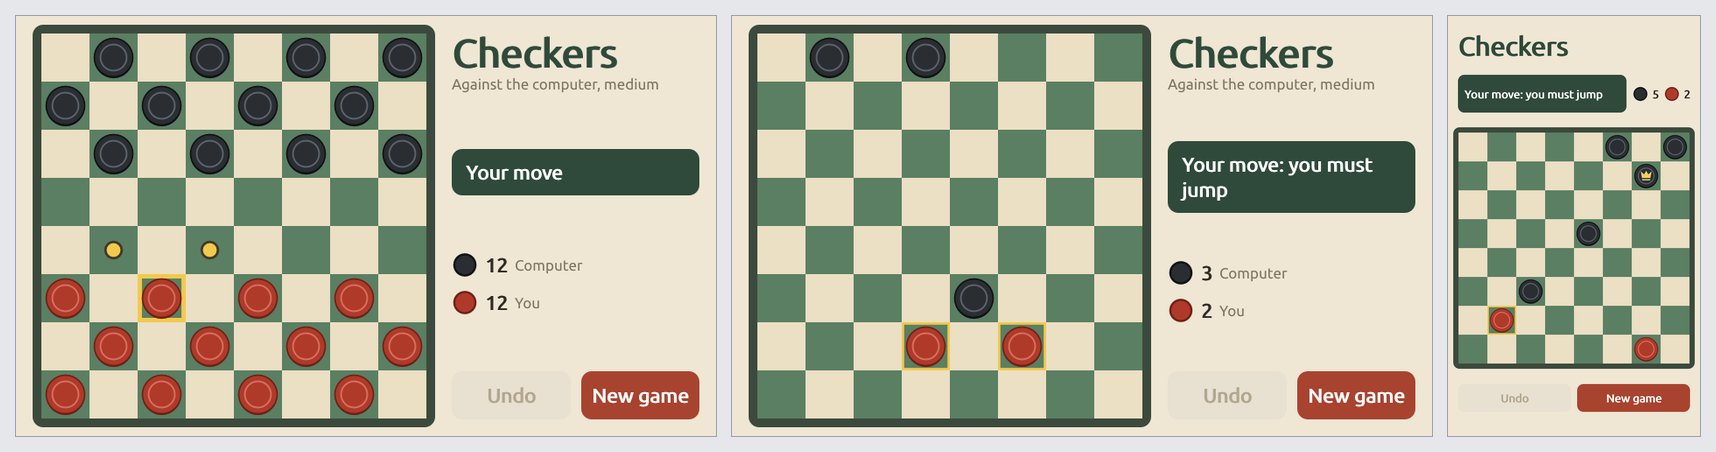 Checkers
Against the computer, medium
Your move
12 Computer
12 You
Undo
New game
Checkers
Against the computer, medium
Your move: you must
jump
3 Computer
2 You
Undo
New game
Checkers
Your move: you must jump
5
2
Undo
New game